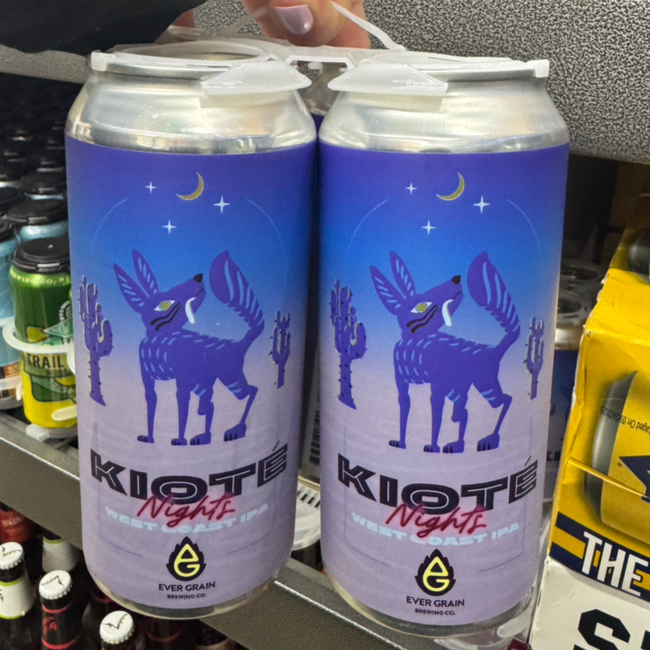 KIOTÉ
Nights
WEST COAST IPA
EVER GRAIN
BREWING CO.
KIOTÉ
Nights
WEST COAST IPA
EVER GRAIN
BREWING CO.
TRAIL
THE